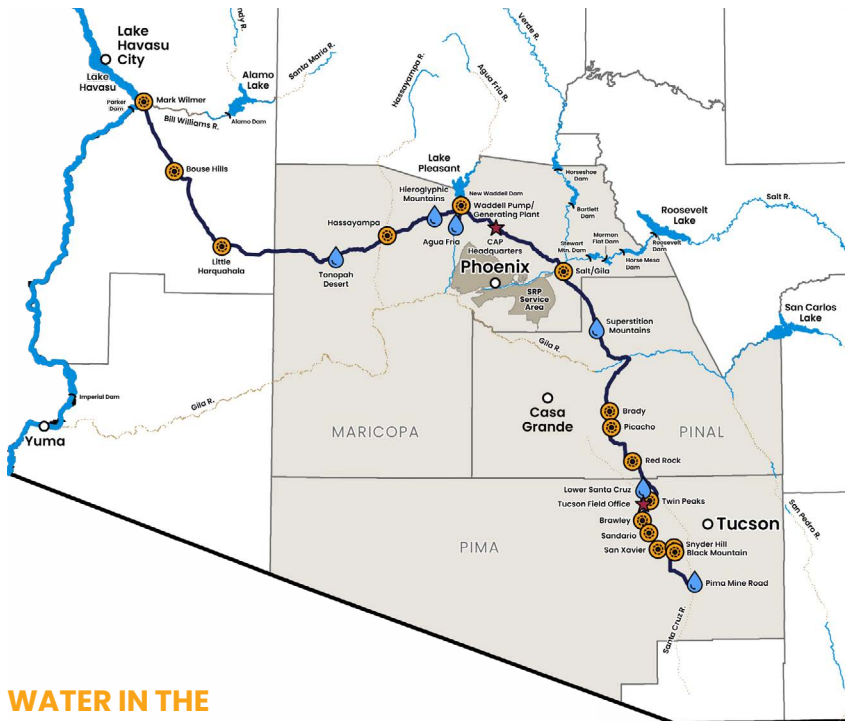 Lake
Havasu
City
Lake
Havasu
Parker
Dam
Mark Wilmer
Bill Williams R.
Alamo Dam
Alamo
Lake
Santa Maria R.
ndy R.
Bouse Hills
Little
Harquahala
Tonopah
Desert
Hassayampa
Hassayampa R.
Agua Fria R.
Verde R.
Lake
Pleasant
Hieroglyphic
Mountains
New Waddell Dam
Waddell Pump/
Generating Plant
Agua Fria
CAP
Headquarters
Phoenix
SRP
Service
Area
Horseshoe
Dam
Bartlett
Dam
Stewart
Mtn. Dam
Mormon
Flat Dam
Horse Mesa
Dam
Roosevelt
Dam
Roosevelt
Lake
Salt R.
Salt/Gila
San Carlos
Lake
Superstition
Mountains
Gila R.
Gila R.
Imperial Dam
Yuma
Casa
Grande
MARICOPA
PINAL
Brady
Picacho
Red Rock
Lower Santa Cruz
Twin Peaks
Tucson Field Office
Brawley
Sandario
San Xavier
Snyder Hill
Black Mountain
Tucson
PIMA
Pima Mine Road
San Pedro R.
Santa Cruz R.
WATER IN THE